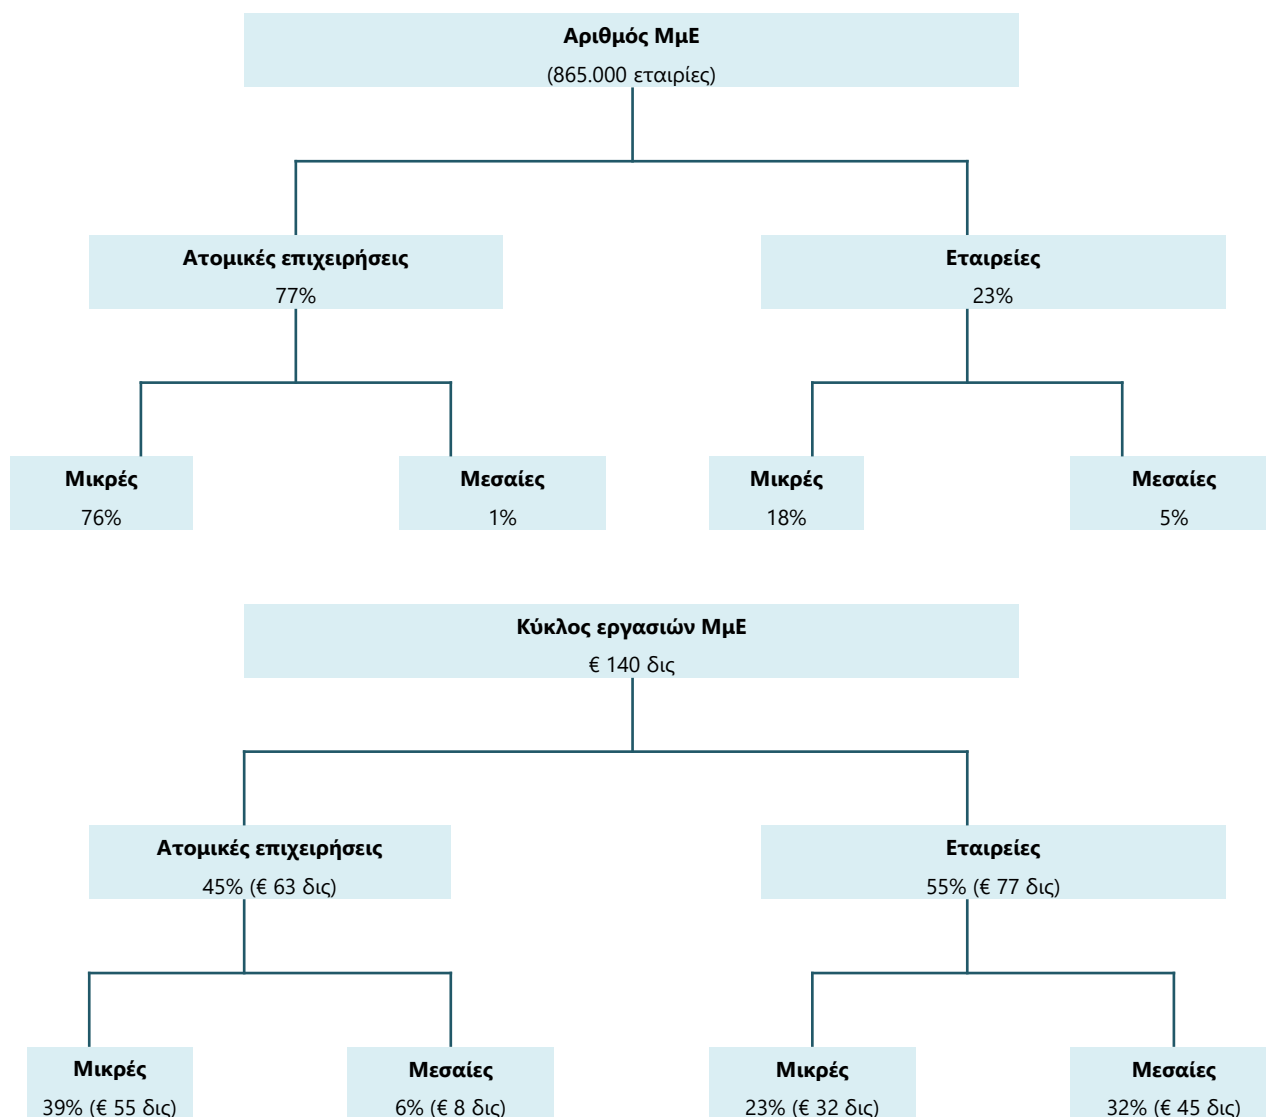 Αριθμός ΜμΕ
(865.000 εταιρίες)
Ατομικές επιχειρήσεις
77%
Εταιρείες
23%
Μικρές
76%
Μεσαίες
1%
Μικρές
18%
Μεσαίες
5%
Κύκλος εργασιών ΜμΕ
€ 140 δις
Ατομικές επιχειρήσεις
45% (€ 63 δις)
Εταιρείες
55% (€ 77 δις)
Μικρές
39% (€ 55 δις)
Μεσαίες
6% (€ 8 δις)
Μικρές
23% (€ 32 δις)
Μεσαίες
32% (€ 45 δις)